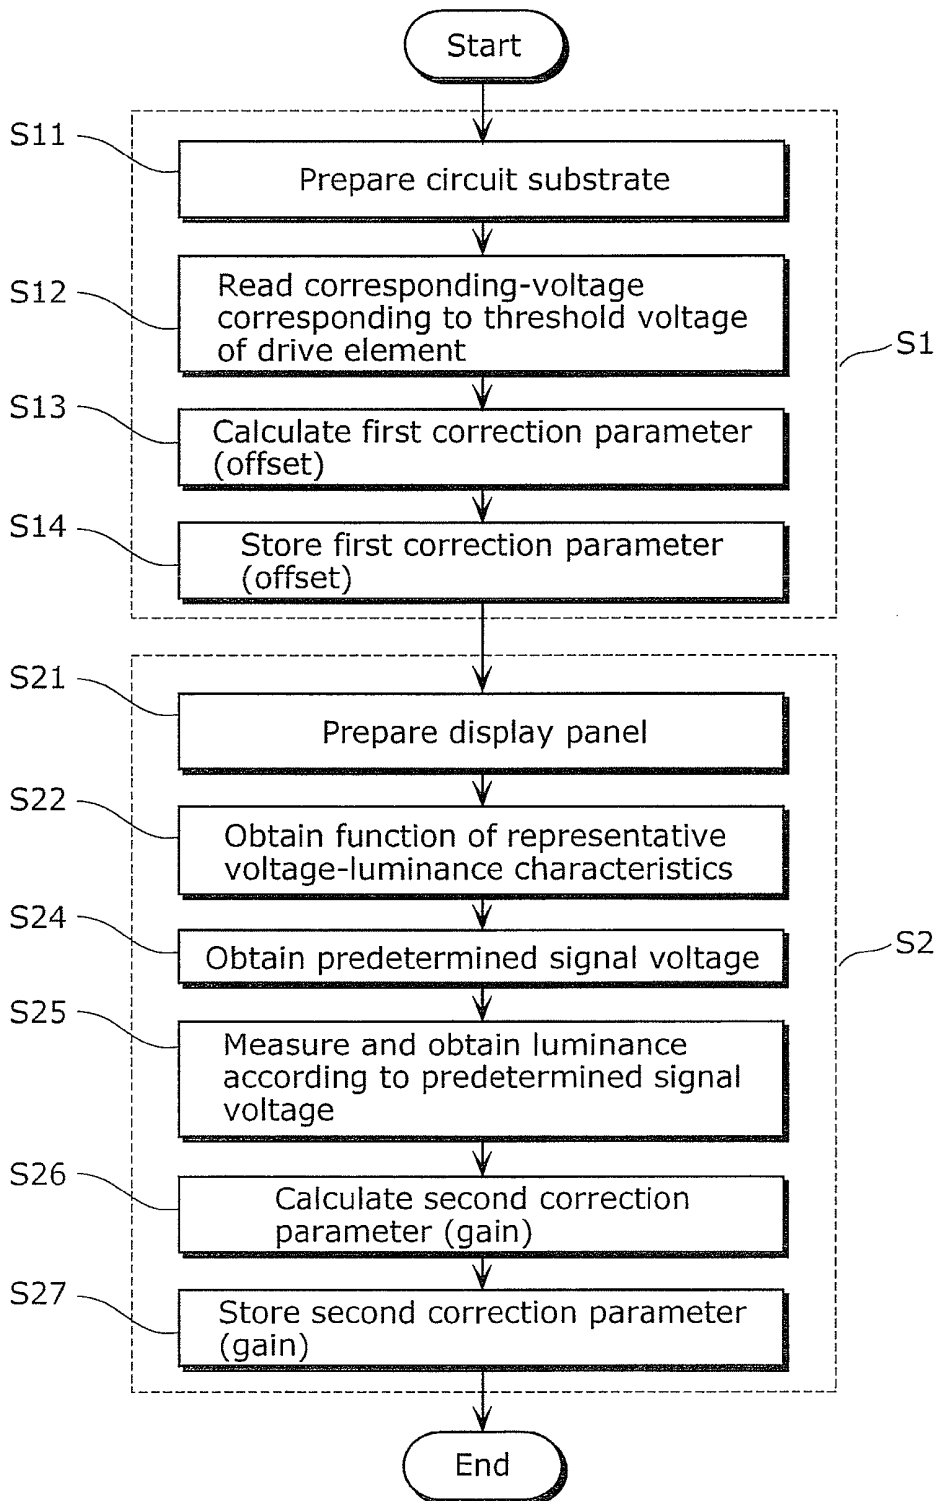 Start
S11
Prepare circuit substrate
S12
Read corresponding-voltage
corresponding to threshold voltage
of drive element
S1
S13
Calculate first correction parameter
(offset)
S14
Store first correction parameter
(offset)
S21
Prepare display panel
S22
Obtain function of representative
voltage-luminance characteristics
S24
Obtain predetermined signal voltage
S2
S25
Measure and obtain luminance
according to predetermined signal
voltage
S26
Calculate second correction
parameter (gain)
S27
Store second correction parameter
(gain)
End